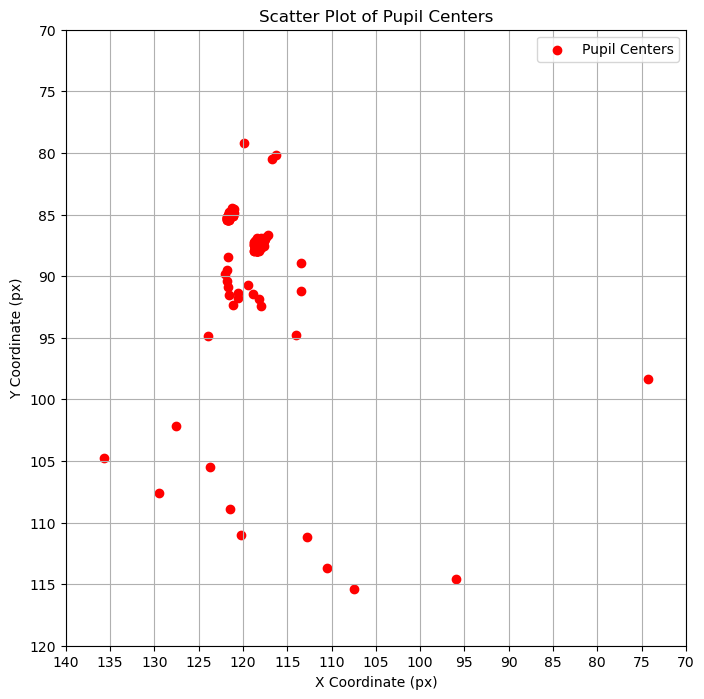 Scatter Plot of Pupil Centers
Pupil Centers
70
75
80
85
90
95
100
105
110
115
120
Y Coordinate (px)
140 135 130 125 120 115 110 105 100 95 90 85 80 75 70
X Coordinate (px)